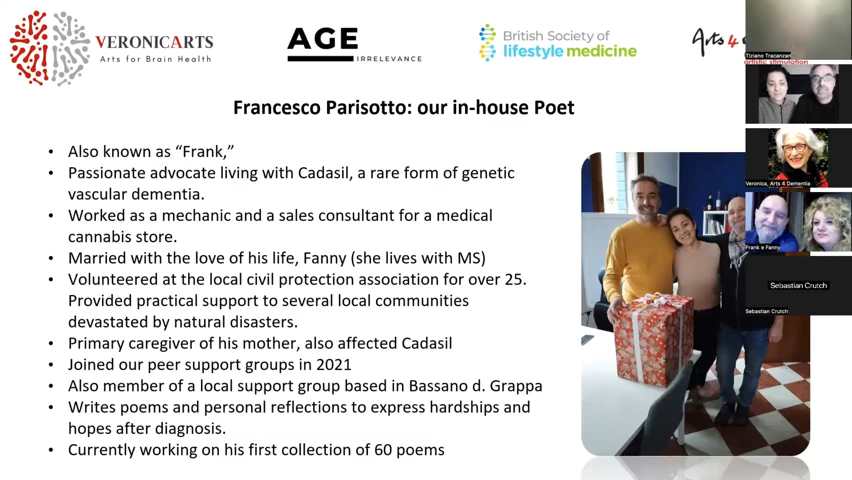 VERONICARTS
Arts for Brain Health
AGE
IRRELEVANCE
British Society of
lifestyle medicine
Arts 4
Tiziano Tracanzan
Francesco Parisotto: our in-house Poet
• Also known as “Frank,”
• Passionate advocate living with Cadasil, a rare form of genetic
vascular dementia.
• Worked as a mechanic and a sales consultant for a medical
cannabis store.
• Married with the love of his life, Fanny (she lives with MS)
• Volunteered at the local civil protection association for over 25.
Provided practical support to several local communities
devastated by natural disasters.
• Primary caregiver of his mother, also affected Cadasil
• Joined our peer support groups in 2021
• Also member of a local support group based in Bassano d. Grappa
• Writes poems and personal reflections to express hardships and
hopes after diagnosis.
• Currently working on his first collection of 60 poems
Veronica, Arts 4 Dementia
Frank e Fanny
Sebastian Crutch
Sebastian Crutch